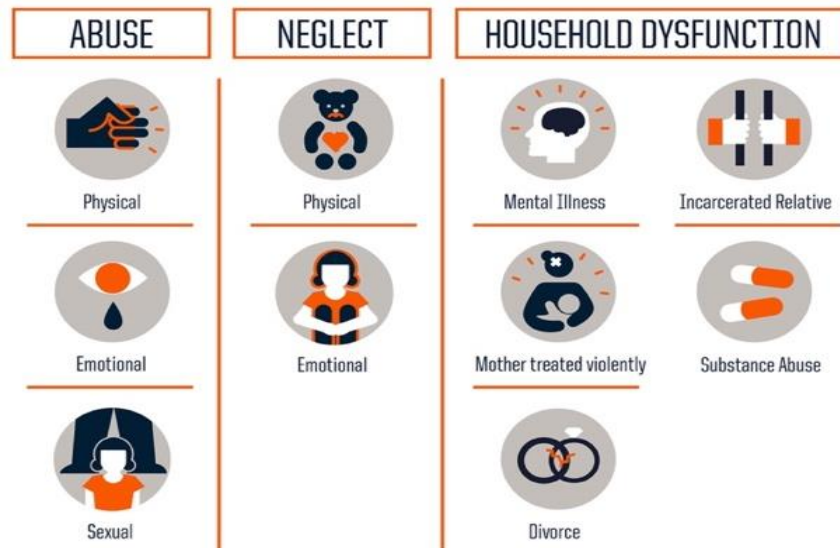 ABUSE
NEGLECT
HOUSEHOLD DYSFUNCTION
Physical
Emotional
Sexual
Physical
Emotional
Mental Illness
Incarcerated Relative
Mother treated violently
Substance Abuse
Divorce